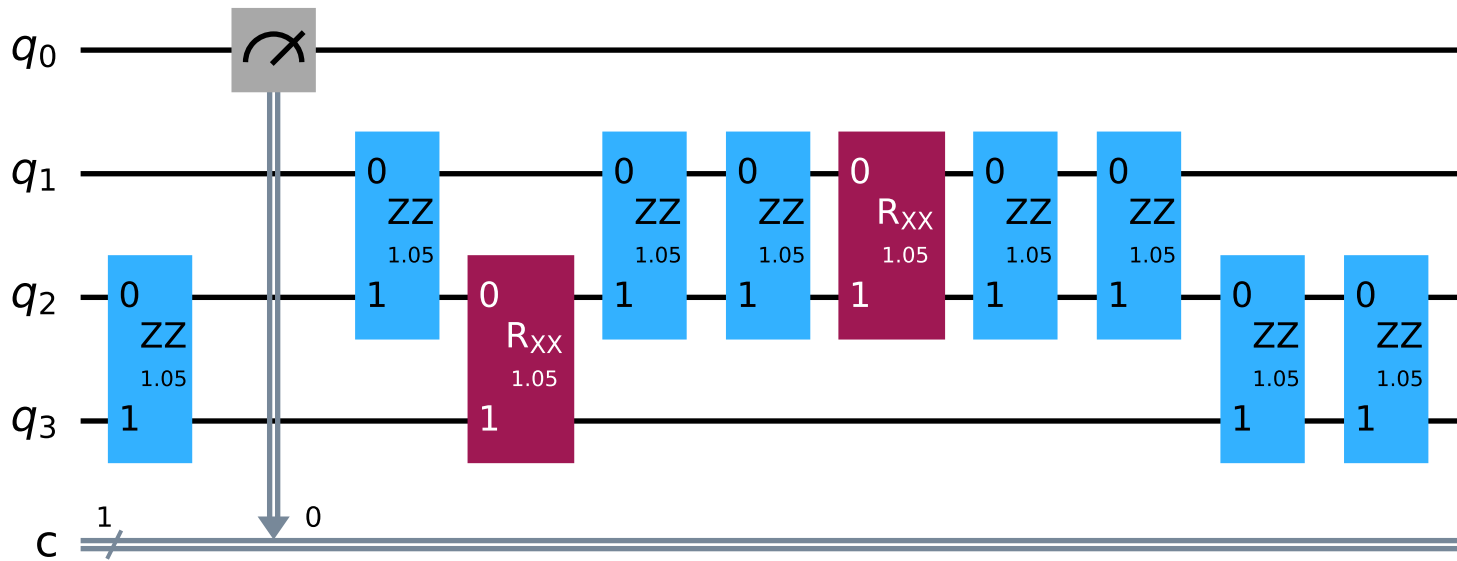 q0
0 0 0 0 0 0
q1
ZZ ZZ ZZ RXX ZZ ZZ
1.05 1.05 1.05 1.05 1.05 1.05
q2
0 1 0 1 1 1 1 1 0 0
ZZ RXX ZZ ZZ
1.05 1.05 1.05 1.05
q3
1 1 1 1
1 0
c